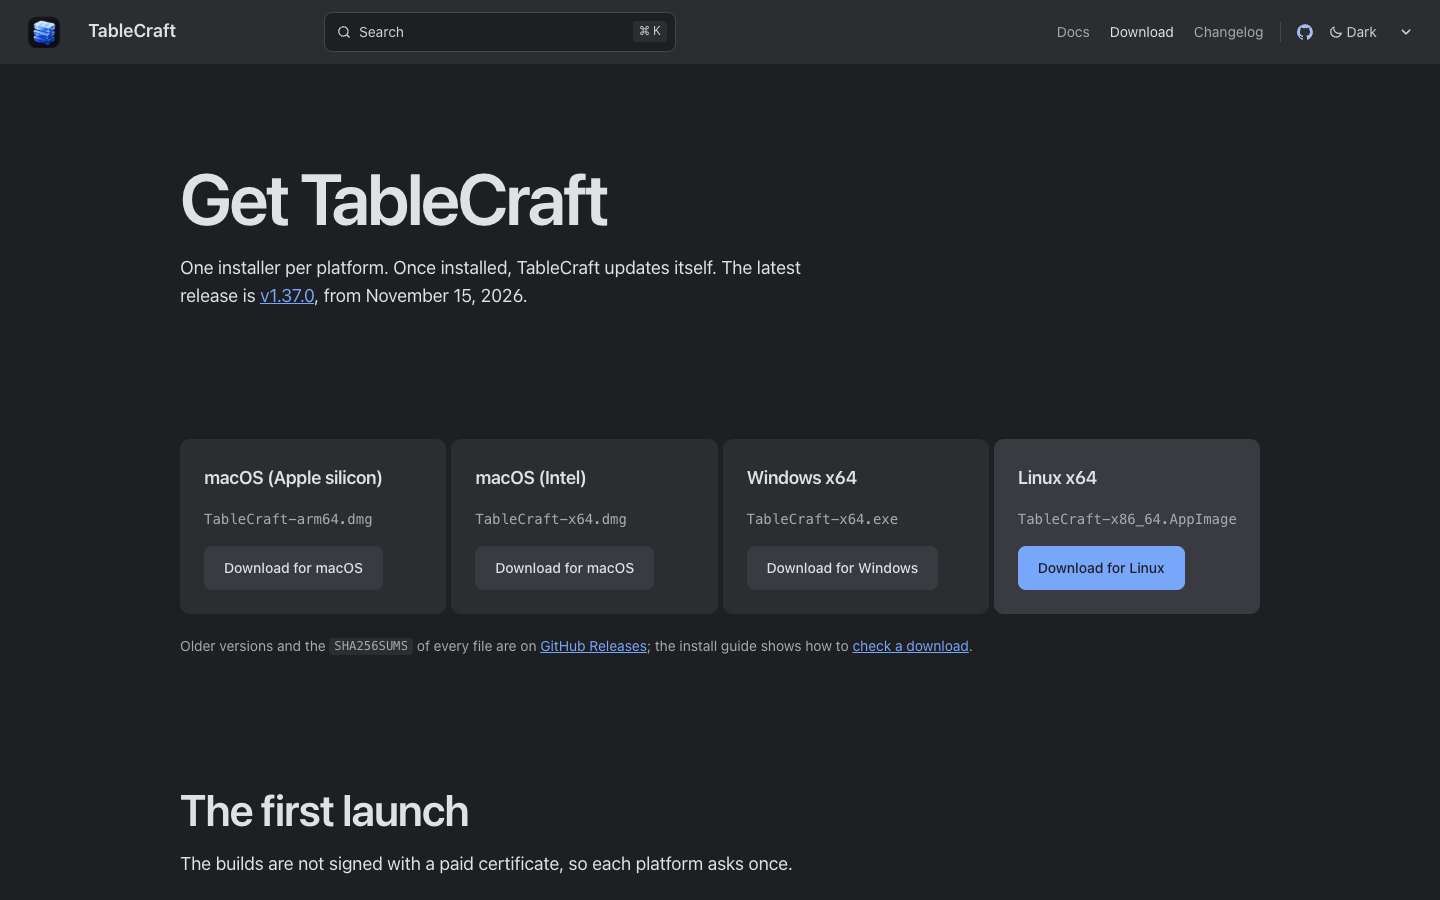 TableCraft
Search
⌘ K
Docs
Download
Changelog
Dark
Get TableCraft
One installer per platform. Once installed, TableCraft updates itself. The latest
release is v1.37.0, from November 15, 2026.
macOS (Apple silicon)
TableCraft-arm64.dmg
Download for macOS
macOS (Intel)
TableCraft-x64.dmg
Download for macOS
Windows x64
TableCraft-x64.exe
Download for Windows
Linux x64
TableCraft-x86_64.AppImage
Download for Linux
Older versions and the SHA256SUMS of every file are on GitHub Releases; the install guide shows how to check a download.
The first launch
The builds are not signed with a paid certificate, so each platform asks once.